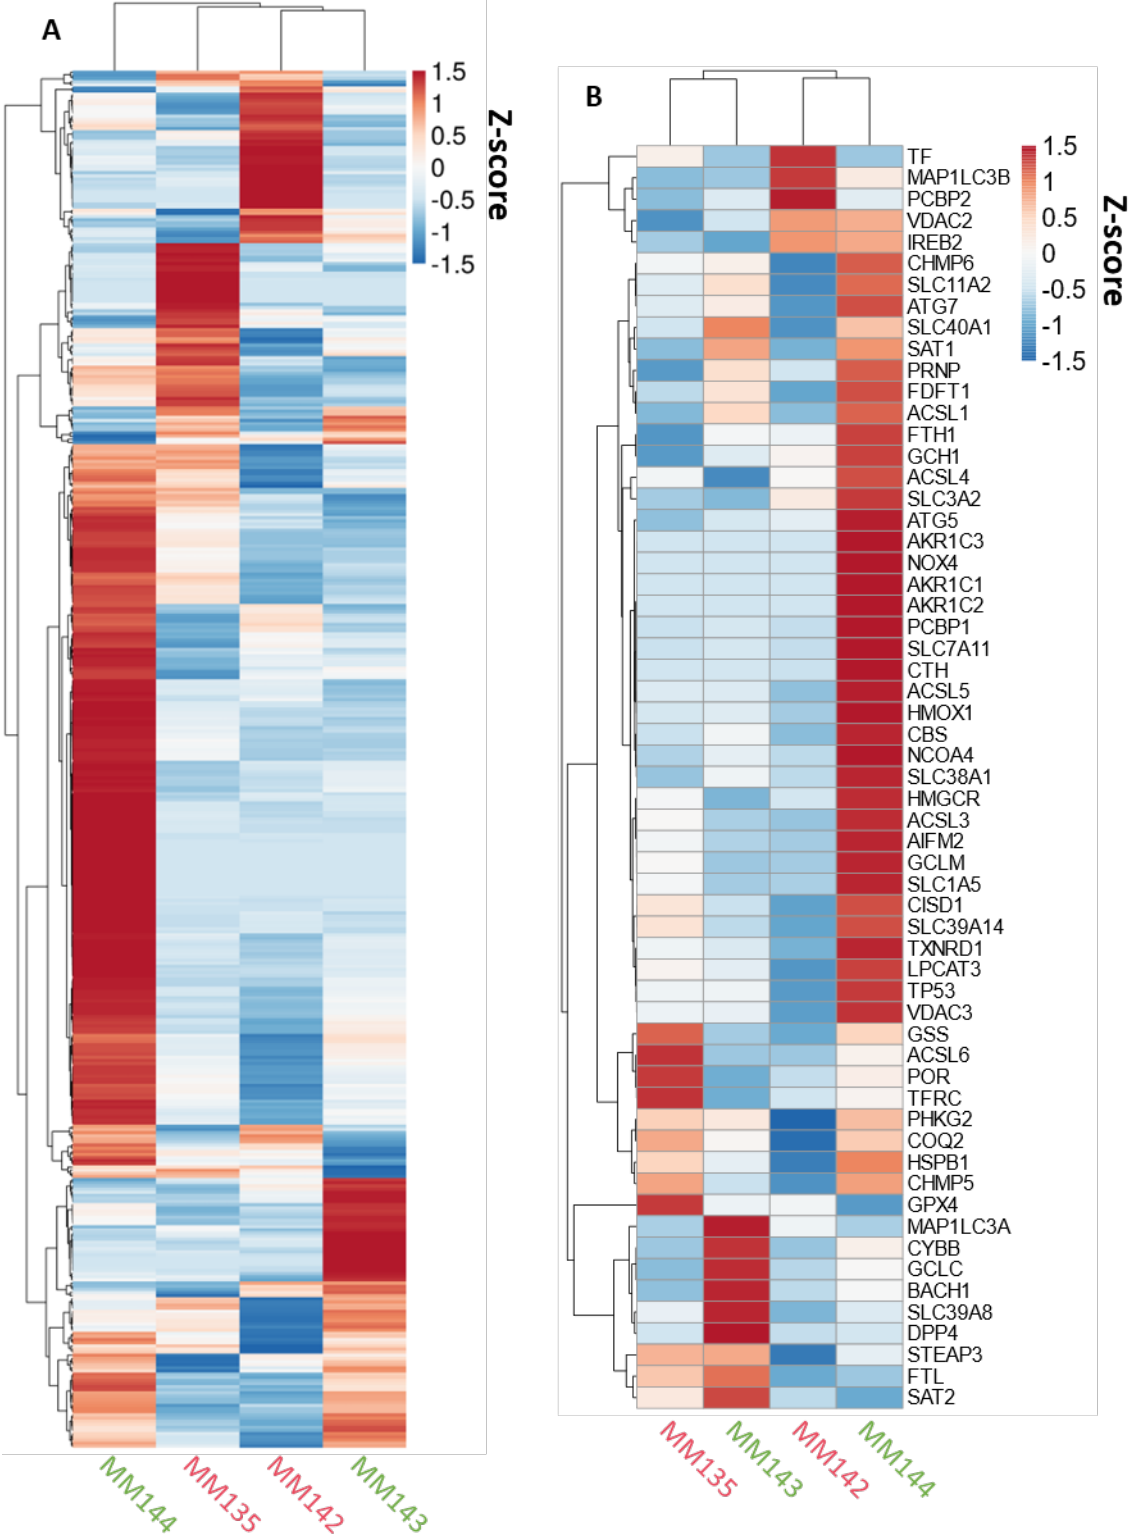 A
1.5
1
0.5
0
-0.5
-1
-1.5
Z-score
MM144
MM135
MM142
MM143
B
1.5
1
0.5
0
-0.5
-1
-1.5
Z-score
TF
MAP1LC3B
PCBP2
VDAC2
IREB2
CHMP6
SLC11A2
ATG7
SLC40A1
SAT1
PRNP
FDFT1
ACSL1
FTH1
GCH1
ACSL4
SLC3A2
ATG5
AKR1C3
NOX4
AKR1C1
AKR1C2
PCBP1
SLC7A11
CTH
ACSL5
HMOX1
CBS
NCOA4
SLC38A1
HMGCR
ACSL3
AIFM2
GCLM
SLC1A5
CISD1
SLC39A14
TXNRD1
LPCAT3
TP53
VDAC3
GSS
ACSL6
POR
TFRC
PHKG2
COQ2
HSPB1
CHMP5
GPX4
MAP1LC3A
CYBB
GCLC
BACH1
SLC39A8
DPP4
STEAP3
FTL
SAT2
MM135
MM143
MM142
MM144